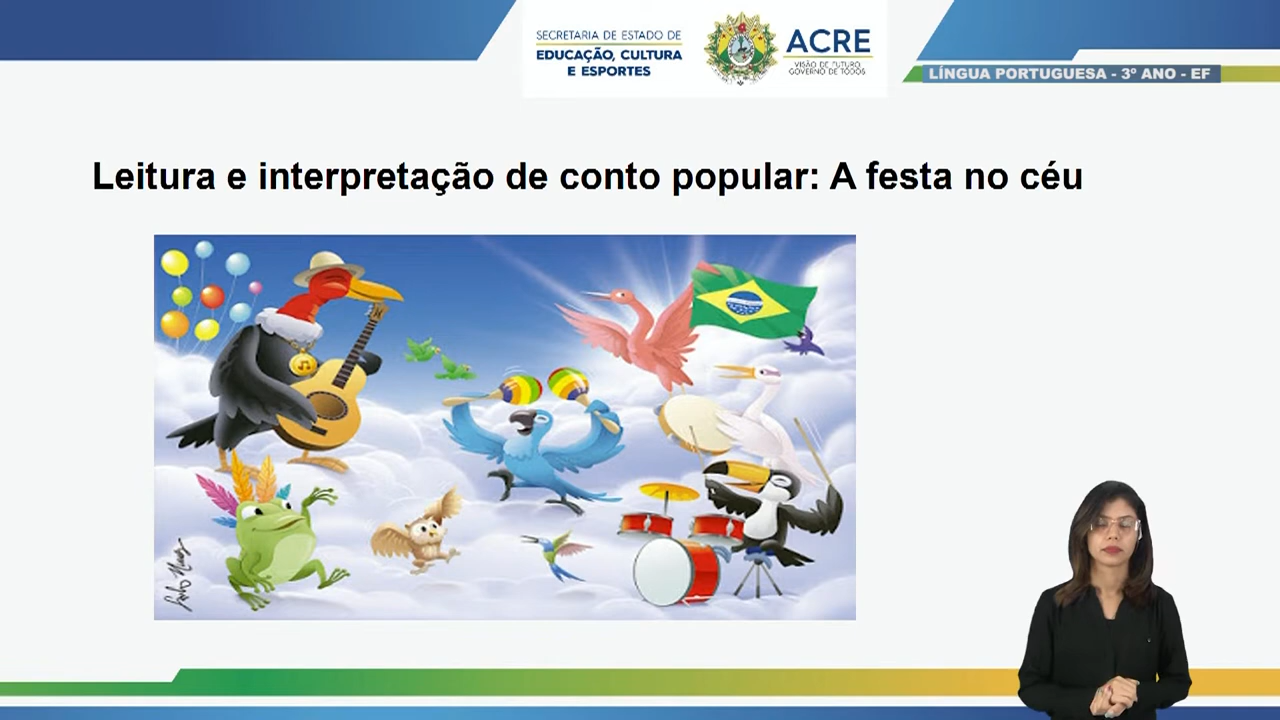 SECRETARIA DE ESTADO DE
EDUCAÇÃO, CULTURA
E ESPORTES
ACRE
VISÃO DE FUTURO,
GOVERNO DE TODOS
LÍNGUA PORTUGUESA - 3º ANO - EF
Leitura e interpretação de conto popular: A festa no céu